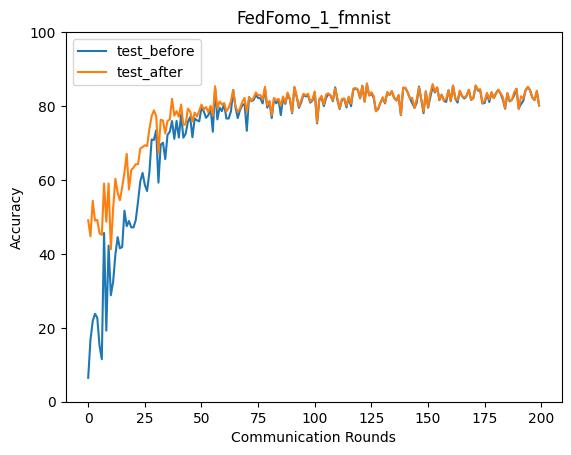 FedFomo_1_fmnist
test_before
test_after
100
80
60
40
20
0
Accuracy
0 25 50 75 100 125 150 175 200
Communication Rounds